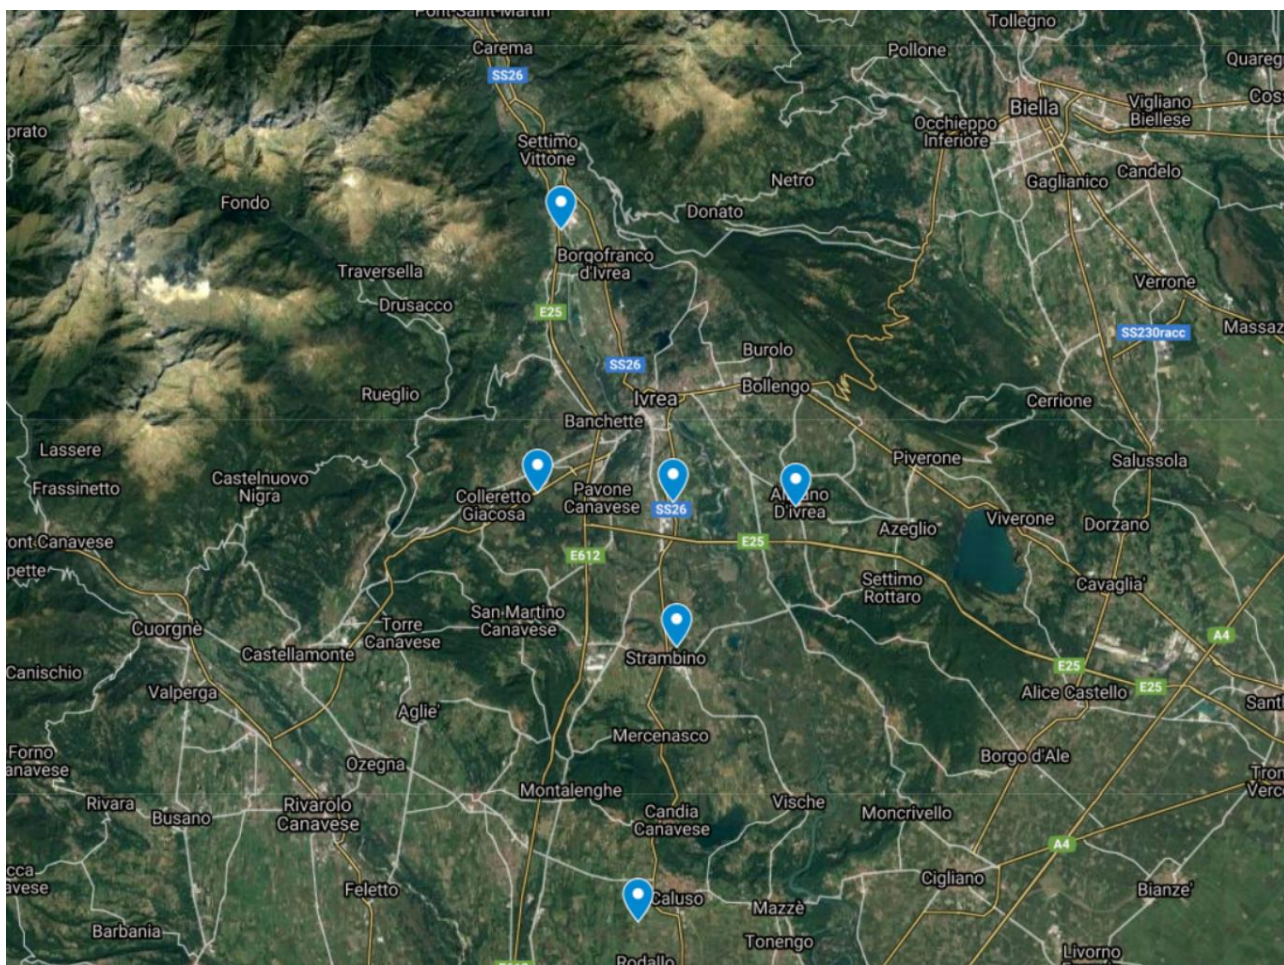 Pont-Saint-Martin
Tollegno
Carema
Pollone
SS26
Quaregn
Biella
Vigliano
Biellese
Cos
prato
Settimo
Vittone
Occhieppo
Inferiore
Candelo
Netro
Gaglianico
Fondo
Donato
Borgofranco
d'Ivrea
Traversella
Verrone
Drusacco
E25
SS230racc
Massaz
SS26
Burolo
Bollengo
Rueglio
Ivrea
Cerrione
Banchette
Lassere
Piverone
Salussola
Castelnuovo
Nigra
Frassinetto
Colleretto
Giacosa
Pavone
Canavese
SS26
D'Ivrea
Viverone
Dorzano
Azeglio
ont Canavese
E25
E612
pette
Settimo
Rottaro
Cavaglia'
San Martino
Canavese
Cuorgnè
Torre
Canavese
A4
Castellamonte
Strambino
Canischio
E25
E25
Valperga
Alice Castello
Sant
Aglie'
Mercenasco
Forno
anavese
Ozegna
Borgo d'Ale
Tron
Verce
Montalenghe
Rivara
Busano
Rivarolo
Canavese
Candia
Canavese
Vische
Moncrivello
A4
cca
avese
Feletto
Cigliano
Bianze'
Caluso
Mazzè
Barbania
Tonengo
Livorno
Rodallo